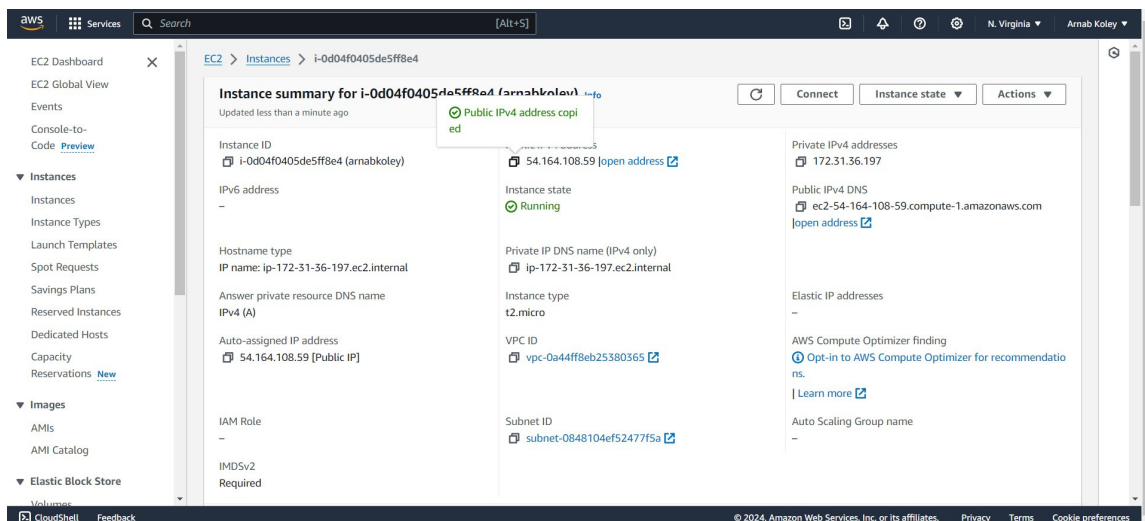 aws Services Search [Alt+S] N. Virginia ▼ Arnab Koley ▼
EC2 Dashboard
EC2 Global View
Events
Console-to-
Code Preview
▼ Instances
Instances
Instance Types
Launch Templates
Spot Requests
Savings Plans
Reserved Instances
Dedicated Hosts
Capacity
Reservations New
▼ Images
AMIs
AMI Catalog
▼ Elastic Block Store
Volumes
EC2 > Instances > i-0d04f0405de5ff8e4
Instance summary for i-0d04f0405de5ff8e4 (arnabkoley) Info
Updated less than a minute ago
Connect Instance state ▼ Actions ▼
Public IPv4 address copi
ed
Instance ID
i-0d04f0405de5ff8e4 (arnabkoley)
Public IPv4 address
54.164.108.59 |open address
Private IPv4 addresses
172.31.36.197
IPv6 address
–
Instance state
Running
Public IPv4 DNS
ec2-54-164-108-59.compute-1.amazonaws.com
|open address
Hostname type
IP name: ip-172-31-36-197.ec2.internal
Private IP DNS name (IPv4 only)
ip-172-31-36-197.ec2.internal
Answer private resource DNS name
IPv4 (A)
Instance type
t2.micro
Elastic IP addresses
–
Auto-assigned IP address
54.164.108.59 [Public IP]
VPC ID
vpc-0a44ff8eb25380365
AWS Compute Optimizer finding
Opt-in to AWS Compute Optimizer for recommendatio
ns.
| Learn more
IAM Role
–
Subnet ID
subnet-0848104ef52477f5a
Auto Scaling Group name
–
IMDSv2
Required
CloudShell Feedback © 2024, Amazon Web Services, Inc. or its affiliates. Privacy Terms Cookie preferences